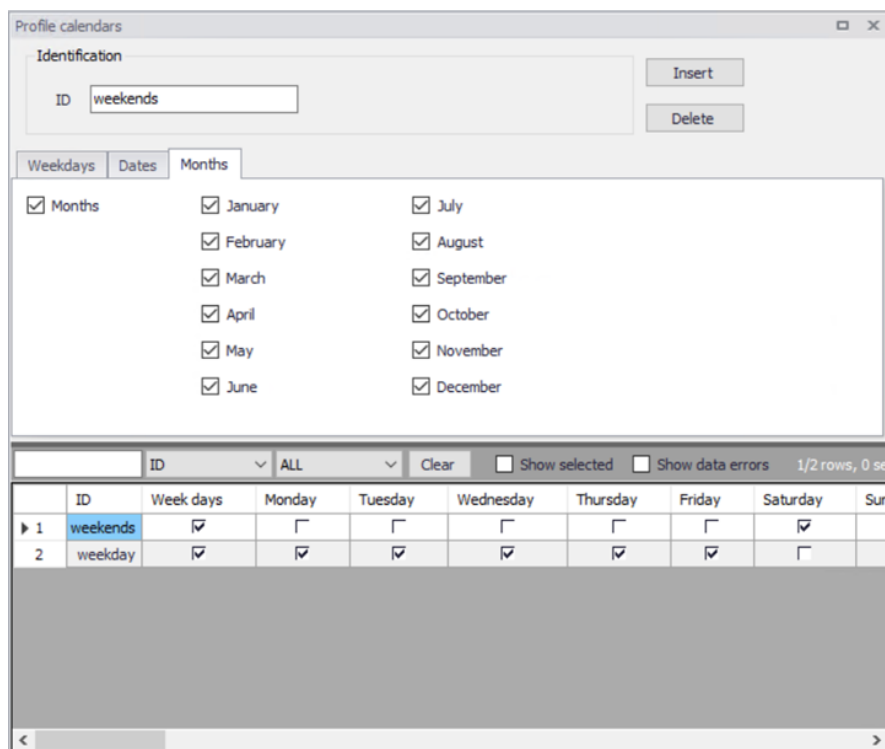 Profile calendars
Identification
ID weekends
Insert
Delete
Weekdays Dates Months
Months January July
February August
March September
April October
May November
June December
ID ALL Clear Show selected Show data errors 1/2 rows, 0 se
ID Week days Monday Tuesday Wednesday Thursday Friday Saturday Sun
1 weekends
2 weekday